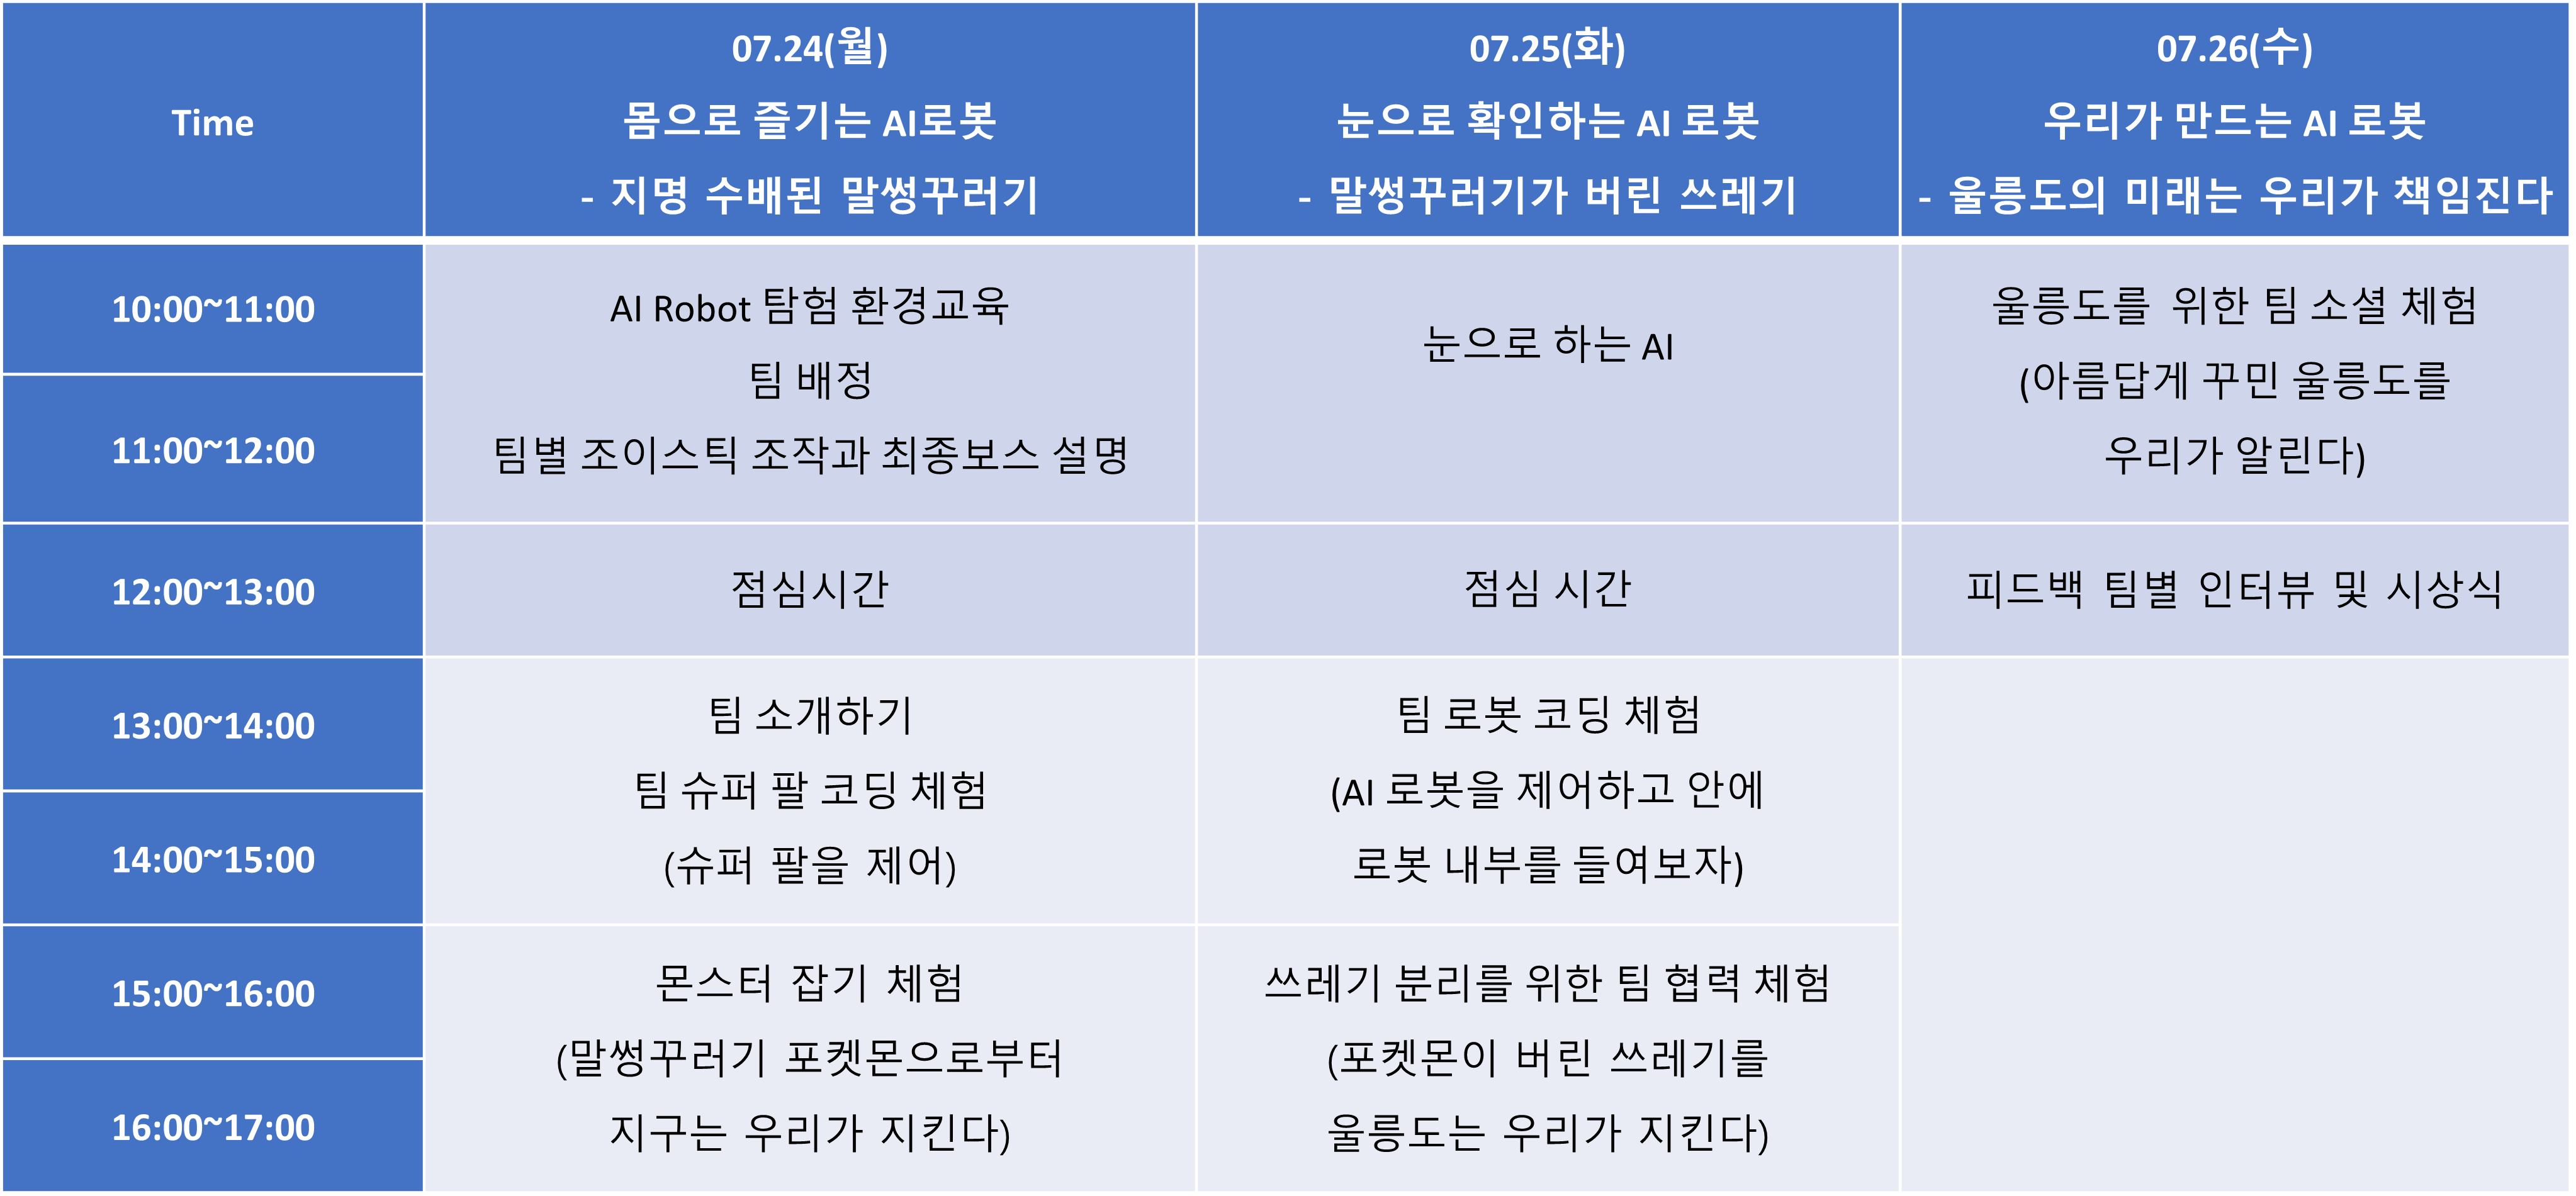 Time
07.24(월)
몸으로 즐기는 AI로봇
- 지명 수배된 말썽꾸러기
07.25(화)
눈으로 확인하는 AI 로봇
- 말썽꾸러기가 버린 쓰레기
07.26(수)
우리가 만드는 AI 로봇
- 울릉도의 미래는 우리가 책임진다
10:00~11:00
11:00~12:00
AI Robot 탐험 환경교육
팀 배정
팀별 조이스틱 조작과 최종보스 설명
눈으로 하는 AI
울릉도를 위한 팀 소셜 체험
(아름답게 꾸민 울릉도를
우리가 알린다)
12:00~13:00
점심시간
점심 시간
피드백 팀별 인터뷰 및 시상식
13:00~14:00
14:00~15:00
팀 소개하기
팀 슈퍼 팔 코딩 체험
(슈퍼 팔을 제어)
팀 로봇 코딩 체험
(AI 로봇을 제어하고 안에
로봇 내부를 들여보자)
15:00~16:00
16:00~17:00
몬스터 잡기 체험
(말썽꾸러기 포켓몬으로부터
지구는 우리가 지킨다)
쓰레기 분리를 위한 팀 협력 체험
(포켓몬이 버린 쓰레기를
울릉도는 우리가 지킨다)